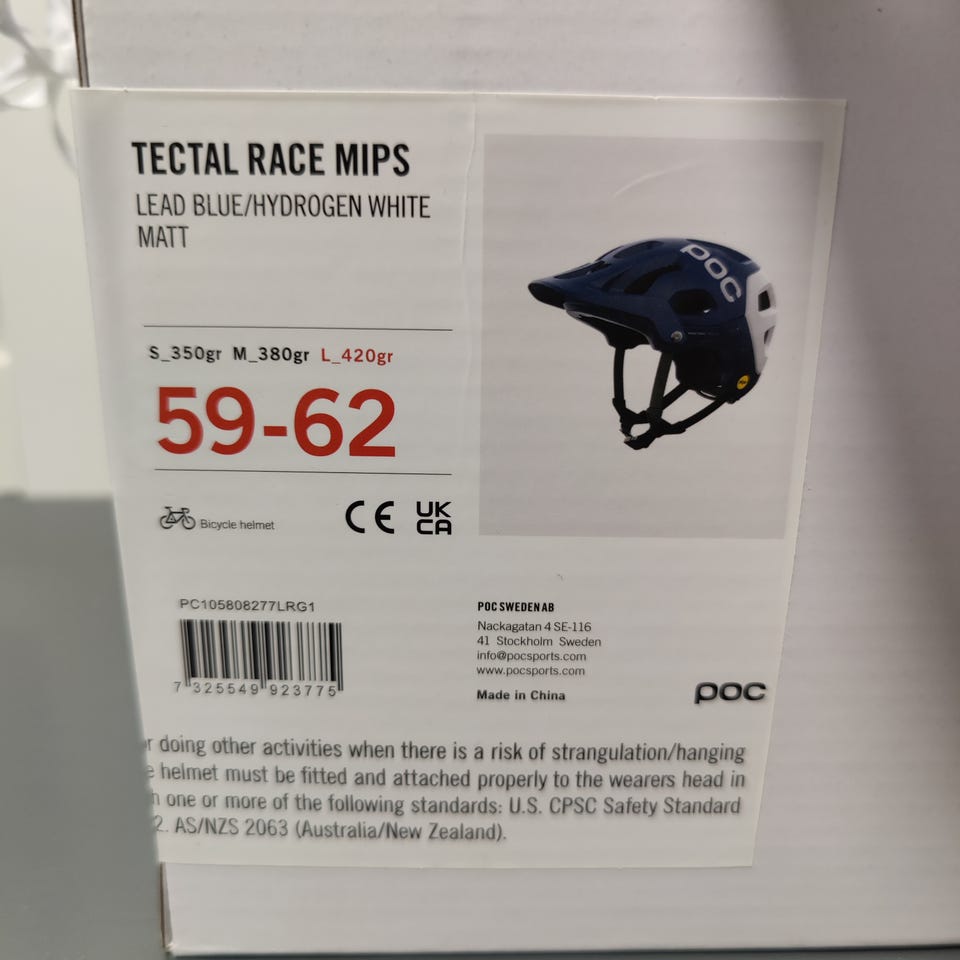 TECTAL RACE MIPS
LEAD BLUE/HYDROGEN WHITE
MATT
POC
S_350gr M_380gr L_420gr
59-62
Bicycle helmet
CE UK
CA
PC105808277LRG1
7 325549 923775
POC SWEDEN AB
Nackagatan 4 SE-116
41 Stockholm Sweden
info@pocsports.com
www.pocsports.com
Made in China
poc
r doing other activities when there is a risk of strangulation/hanging
e helmet must be fitted and attached properly to the wearers head in
one or more of the following standards: U.S. CPSC Safety Standard
2. AS/NZS 2063 (Australia/New Zealand).